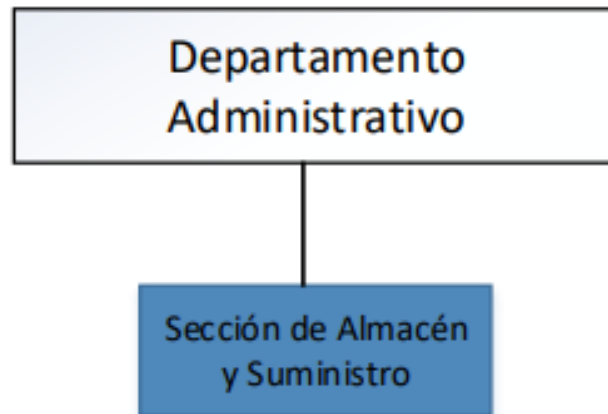 Departamento
Administrativo
Sección de Almacén
y Suministro